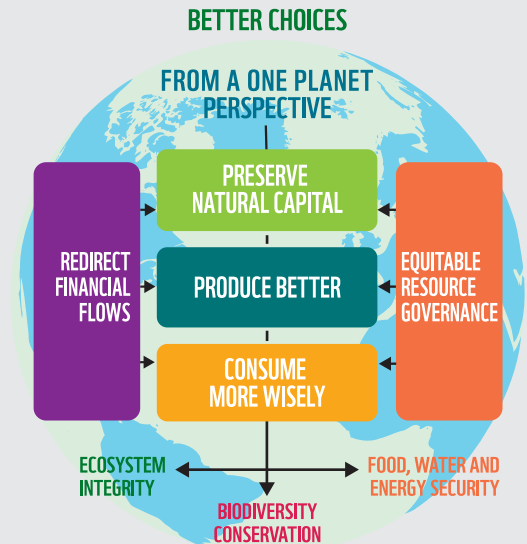 BETTER CHOICES
FROM A ONE PLANET
PERSPECTIVE
PRESERVE
NATURAL CAPITAL
REDIRECT
FINANCIAL
FLOWS
PRODUCE BETTER
EQUITABLE
RESOURCE
GOVERNANCE
CONSUME
MORE WISELY
ECOSYSTEM
INTEGRITY
BIODIVERSITY
CONSERVATION
FOOD, WATER AND
ENERGY SECURITY